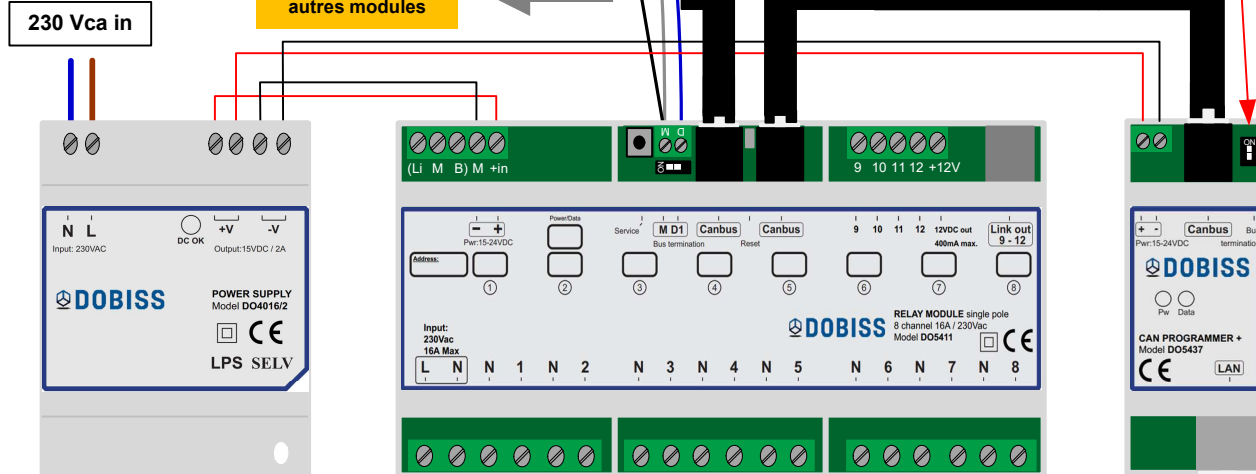 autres modules
230 Vca in
M D
ON
(Li M B) M +in
9 10 11 12 +12V
ON
N L
Input: 230VAC
DC OK
+V -V
Output:15VDC / 2A
DOBISS
POWER SUPPLY
Model DO4016/2
CE
LPS SELV
- +
Pwr:15-24VDC
Power/Data
Service
M D1
Bus termination
Canbus
Reset
Canbus
9 10 11 12 12VDC out
400mA max.
Link out
9 - 12
Address:
1 2 3 4 5 6 7 8
DOBISS
RELAY MODULE single pole
8 channel 16A / 230Vac
Model DO5411
CE
Input:
230Vac
16A Max
L N N 1 N 2 N 3 N 4 N 5 N 6 N 7 N 8
+ -
Pwr:15-24VDC
Canbus
Bu
terminatio
DOBISS
Pw Data
CAN PROGRAMMER +
Model DO5437
CE
LAN